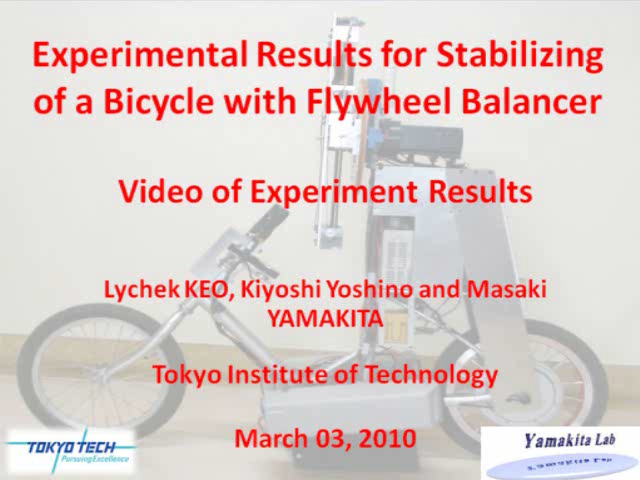 Experimental Results for Stabilizing
of a Bicycle with Flywheel Balancer
Video of Experiment Results
Lychek KEO, Kiyoshi Yoshino and Masaki
YAMAKITA
Tokyo Institute of Technology
March 03, 2010
TOKYO TECH
Pursuing Excellence
Yamakita Lab